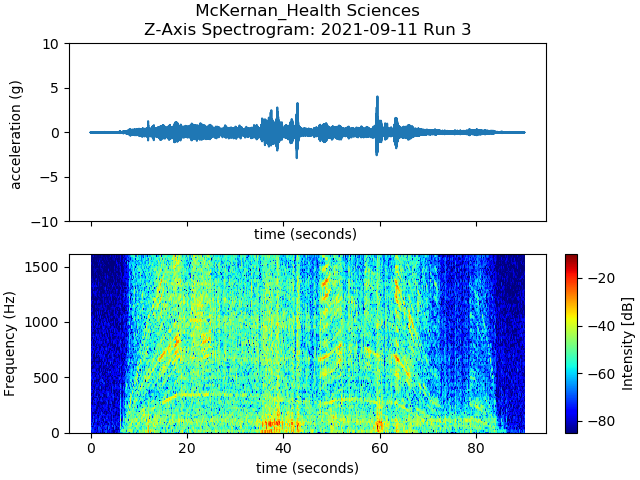 McKernan_Health Sciences
Z-Axis Spectrogram: 2021-09-11 Run 3
10
5
0
−5
−10
acceleration (g)
time (seconds)
1500
1000
500
0
Frequency (Hz)
0
20
40
60
80
time (seconds)
−20
−40
−60
−80
Intensity [dB]